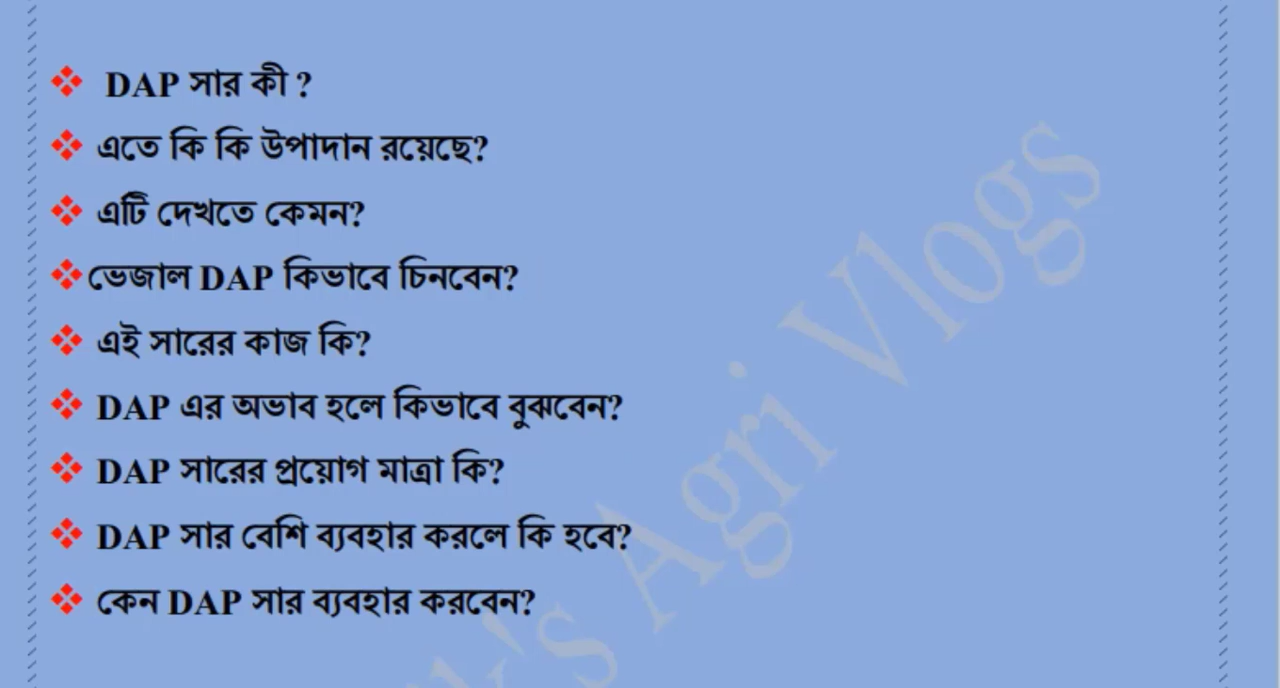 DAP সার কী ?
এতে কি কি উপাদান রয়েছে?
এটি দেখতে কেমন?
ভেজাল DAP কিভাবে চিনবেন?
এই সারের কাজ কি?
DAP এর অভাব হলে কিভাবে বুঝবেন?
DAP সারের প্রয়োগ মাত্রা কি?
DAP সার বেশি ব্যবহার করলে কি হবে?
কেন DAP সার ব্যবহার করবেন?
Agri Vlogs